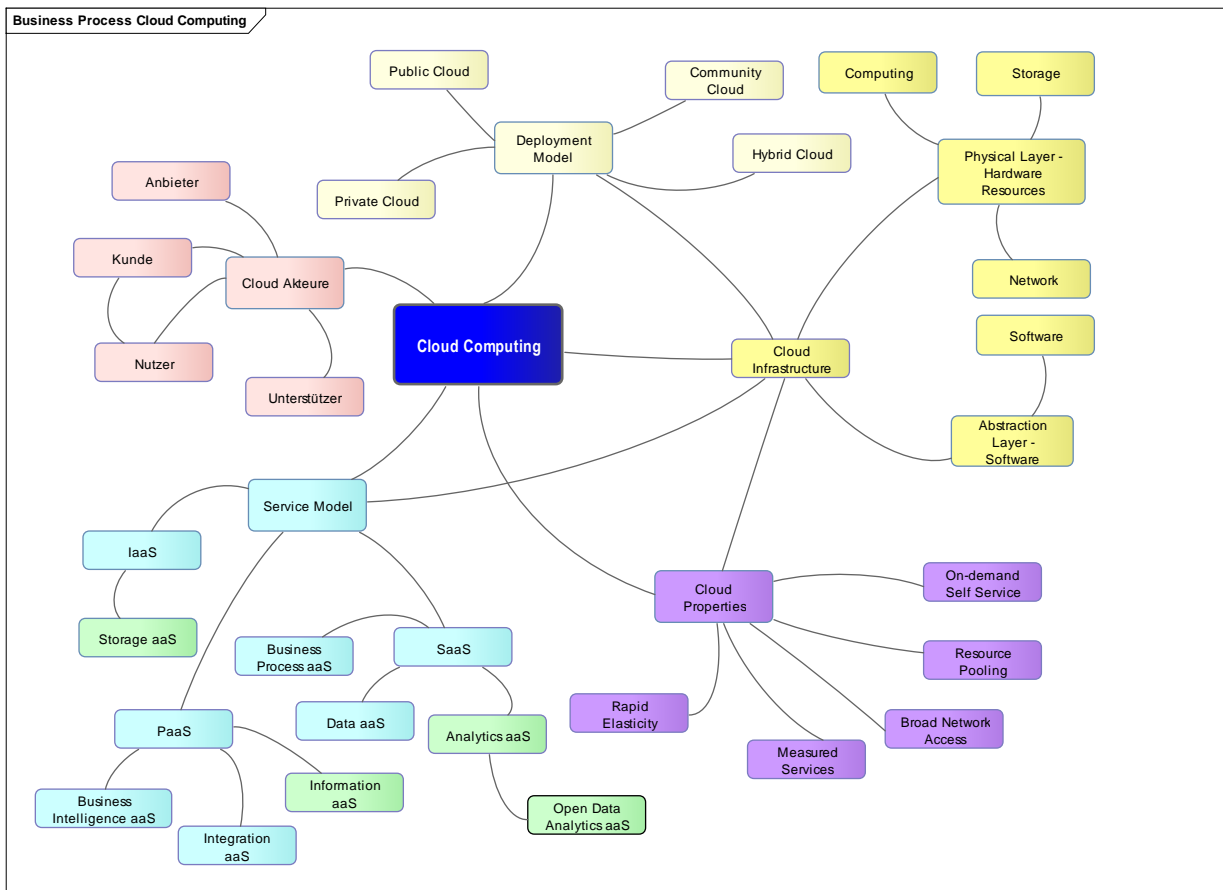 Business Process Cloud Computing
Public Cloud
Community
Cloud
Computing
Storage
Deployment
Model
Hybrid Cloud
Physical Layer -
Hardware
Resources
Anbieter
Private Cloud
Kunde
Cloud Akteure
Network
Cloud Computing
Software
Nutzer
Cloud
Infrastructure
Unterstützer
Abstraction
Layer -
Software
Service Model
IaaS
Cloud
Properties
On-demand
Self Service
Storage aaS
Business
Process aaS
SaaS
Resource
Pooling
Rapid
Elasticity
Data aaS
PaaS
Analytics aaS
Broad Network
Access
Measured
Services
Information
aaS
Business
Intelligence aaS
Open Data
Analytics aaS
Integration
aaS